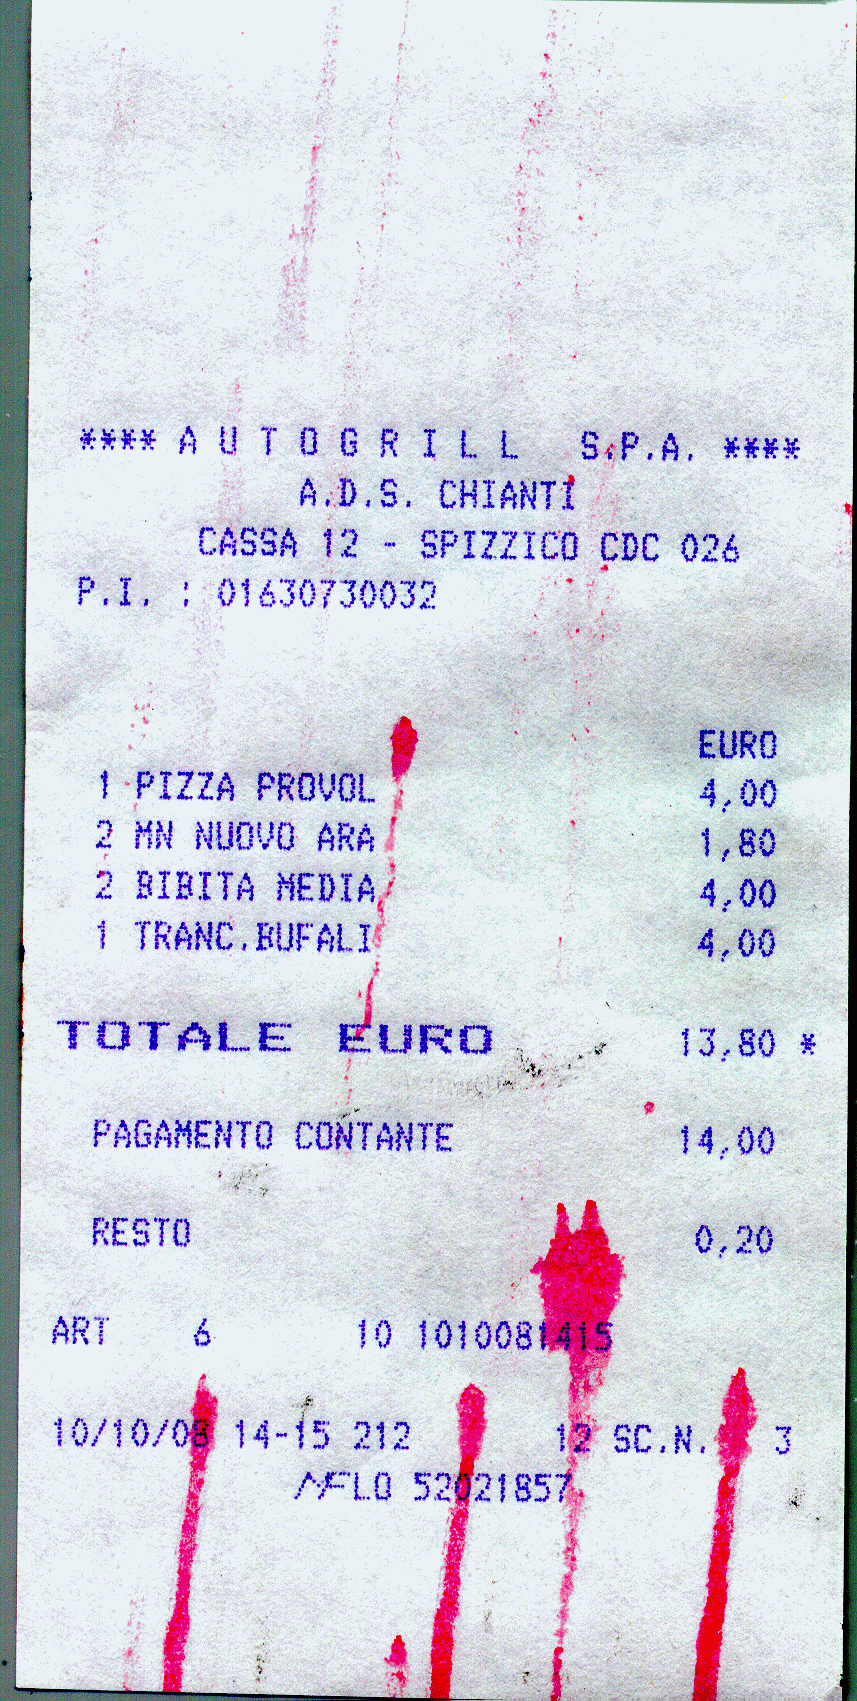 **** A U T O G R I L L   S.P.A. ****
A.D.S. CHIANTI
CASSA 12 - SPIZZICO CDC 026
P.I. : 01630730032
EURO
1 PIZZA PROVOL 4,00
2 MN NUOVO ARA 1,80
2 BIBITA MEDIA 4,00
1 TRANC.BUFALI 4,00
TOTALE EURO 13,80 *
PAGAMENTO CONTANTE 14,00
RESTO 0,20
ART 6 10 1010081415
10/10/08 14-15 212 12 SC.N. 3
FLO 52021857